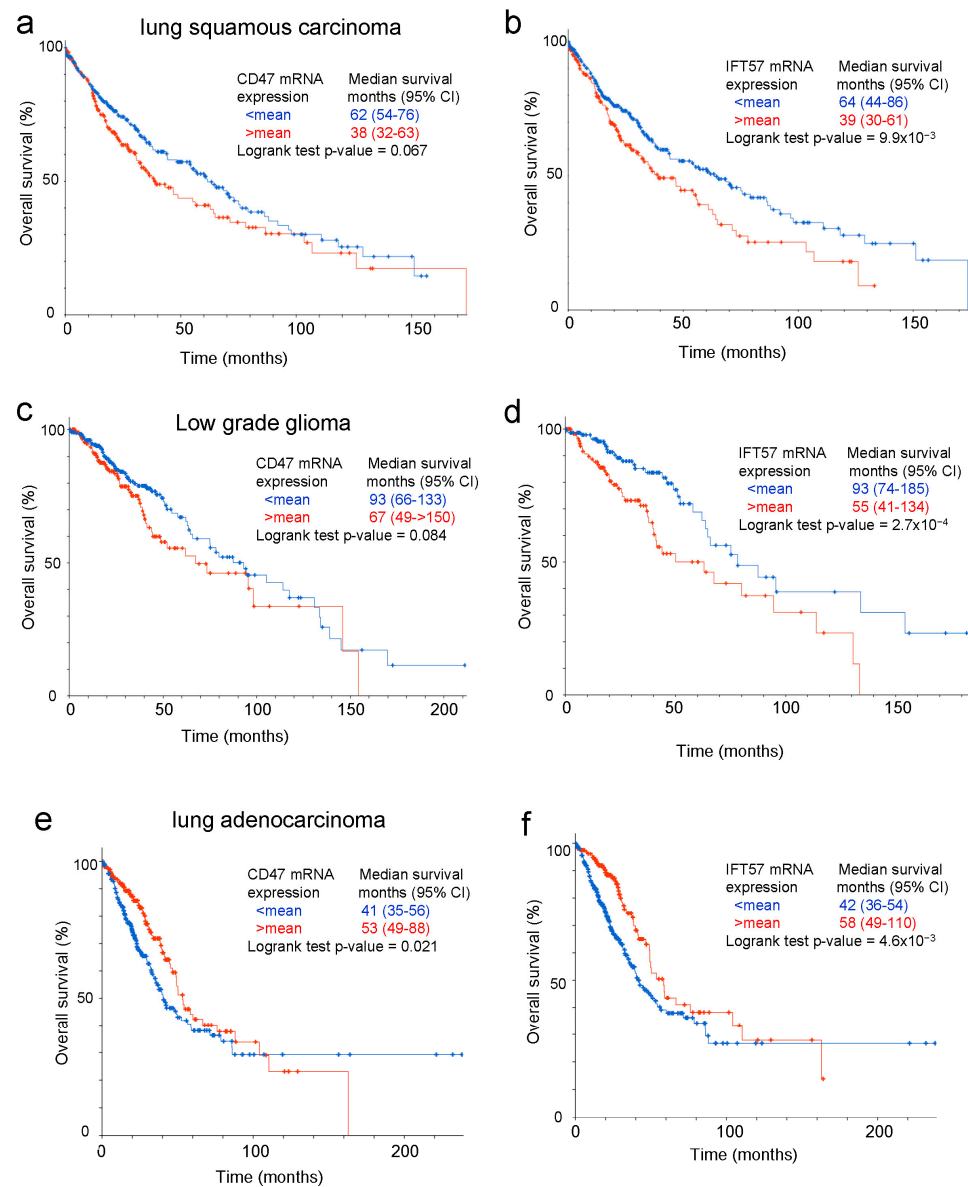 a
lung squamous carcinoma
100
50
0
Overall survival (%)
CD47 mRNA Median survival
expression months (95% CI)
<mean 62 (54-76)
>mean 38 (32-63)
Logrank test p-value = 0.067
0 50 100 150
Time (months)
b
100
50
0
Overall survival (%)
IFT57 mRNA Median survival
expression months (95% CI)
<mean 64 (44-86)
>mean 39 (30-61)
Logrank test p-value = 9.9x10⁻³
0 50 100 150
Time (months)
c
Low grade glioma
100
50
0
Overall survival (%)
CD47 mRNA Median survival
expression months (95% CI)
<mean 93 (66-133)
>mean 67 (49->150)
Logrank test p-value = 0.084
0 50 100 150 200
Time (months)
d
100
50
0
Overall survival (%)
IFT57 mRNA Median survival
expression months (95% CI)
<mean 93 (74-185)
>mean 55 (41-134)
Logrank test p-value = 2.7x10⁻⁴
0 50 100 150
Time (months)
e
lung adenocarcinoma
100
50
0
Overall survival (%)
CD47 mRNA Median survival
expression months (95% CI)
<mean 41 (35-56)
>mean 53 (49-88)
Logrank test p-value = 0.021
0 100 200
Time (months)
f
100
50
0
Overall survival (%)
IFT57 mRNA Median survival
expression months (95% CI)
<mean 42 (36-54)
>mean 58 (49-110)
Logrank test p-value = 4.6x10⁻³
0 100 200
Time (months)